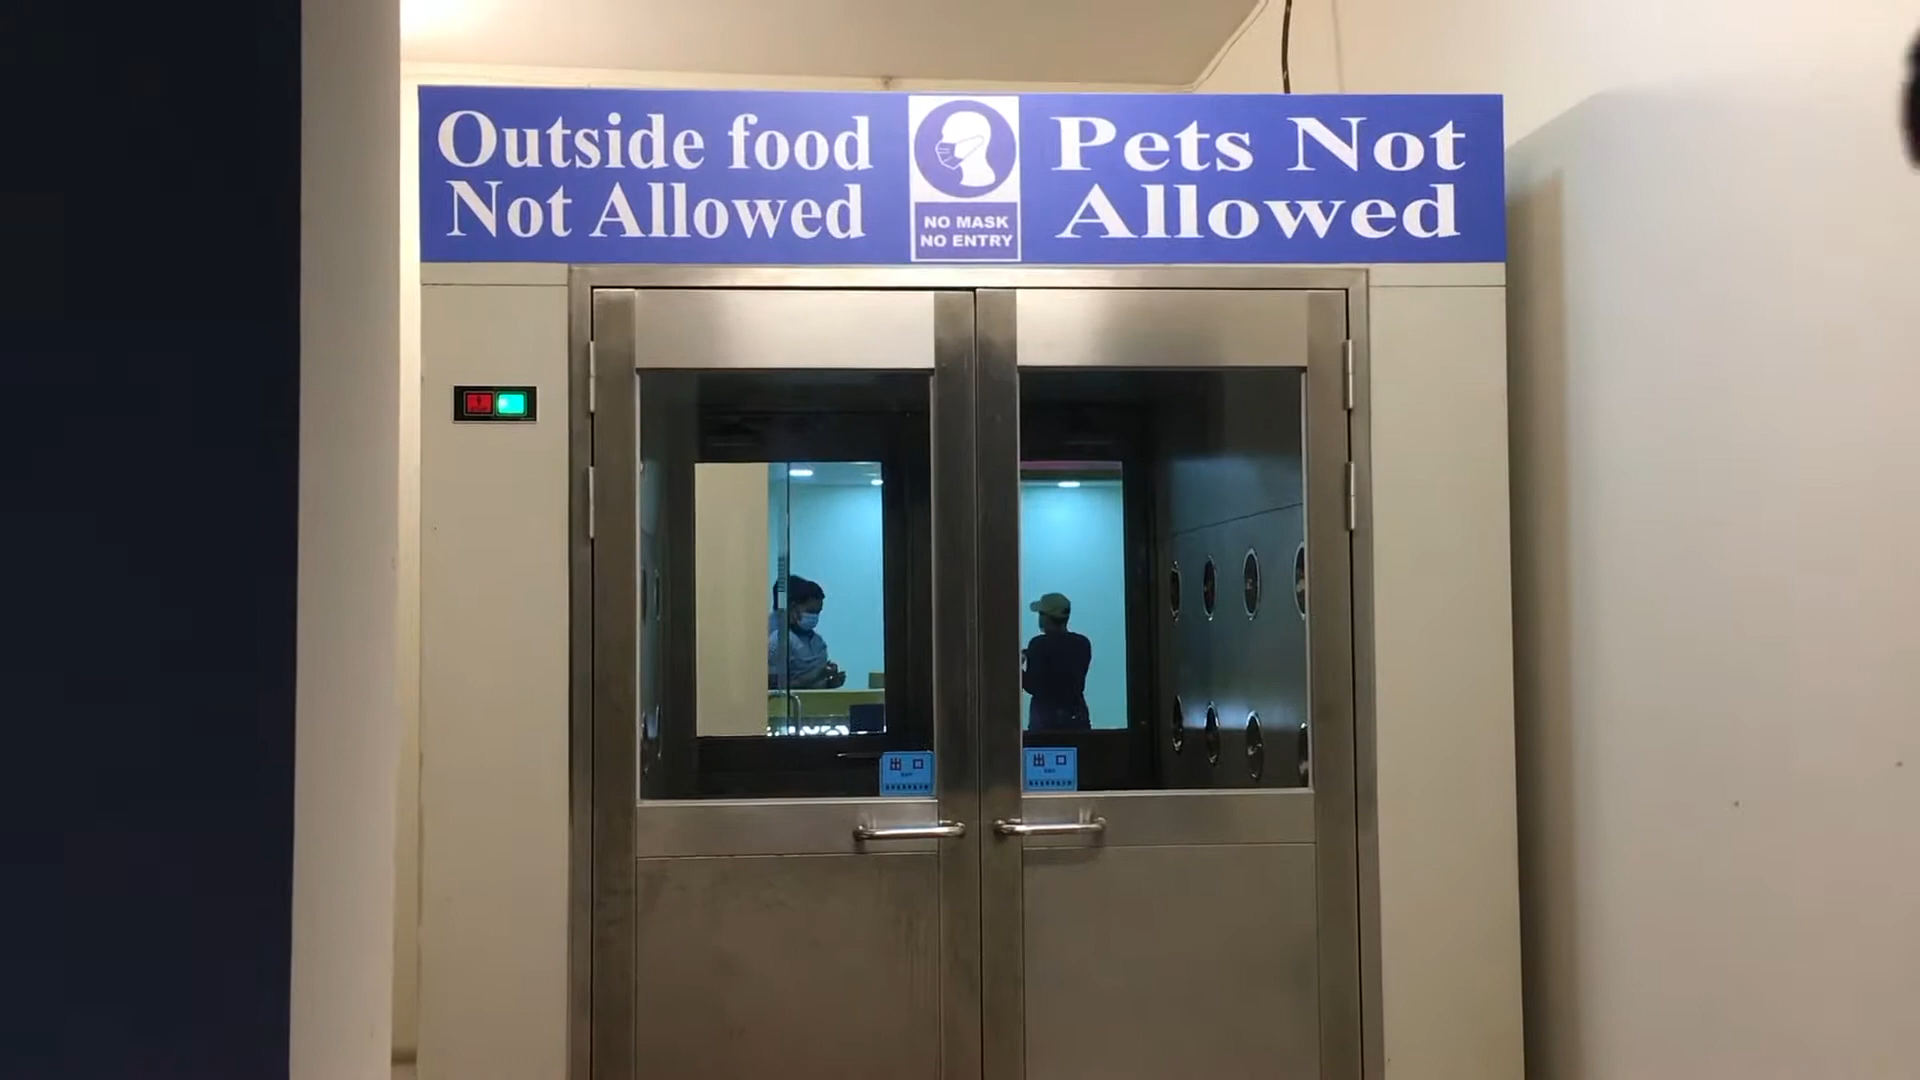 Outside food
Not Allowed
NO MASK
NO ENTRY
Pets Not
Allowed
出 口
出 口